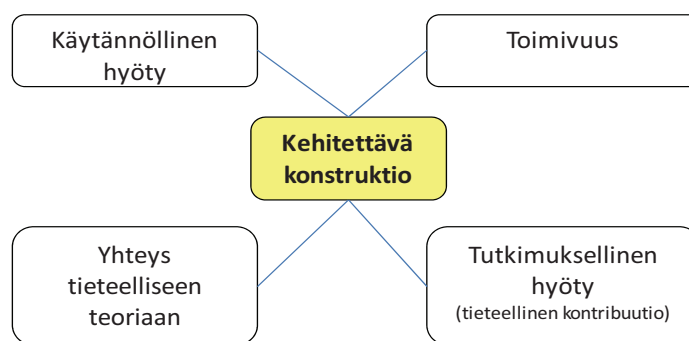 Käytännöllinen
hyöty
Toimivuus
Kehitettävä
konstruktio
Yhteys
tieteelliseen
teoriaan
Tutkimuksellinen
hyöty
(tieteellinen kontribuutio)